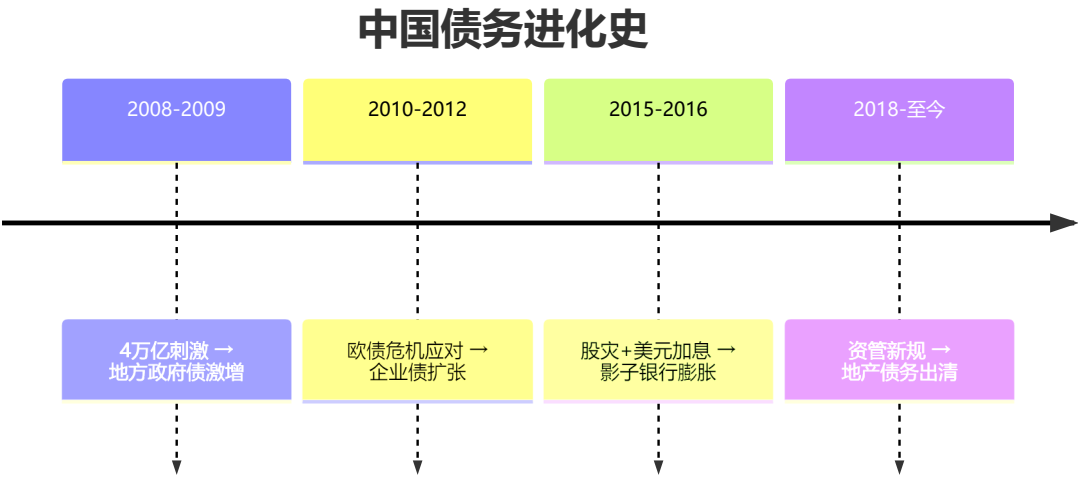 中国债务进化史
2008-2009
2010-2012
2015-2016
2018-至今
4万亿刺激 →
地方政府债激增
欧债危机应对 →
企业债扩张
股灾+美元加息 →
影子银行膨胀
资管新规 →
地产债务出清